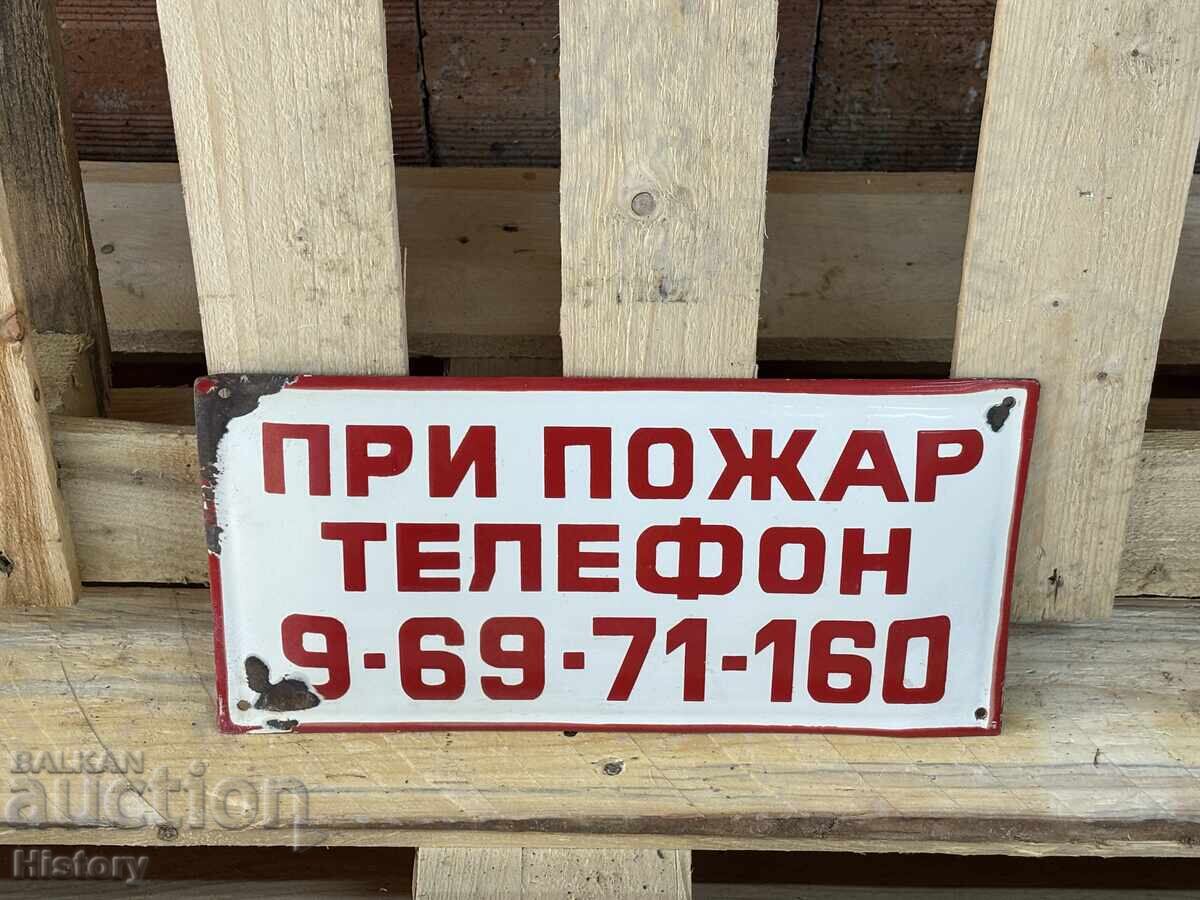 ПРИ ПОЖАР
ТЕЛЕФОН
9-69-71-160
BALKAN
auction
History